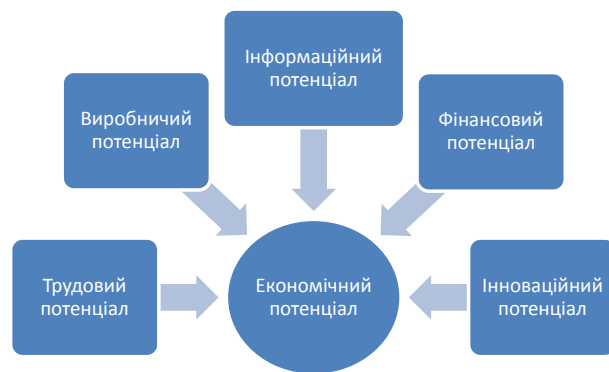 Інформаційний
потенціал
Виробничий
потенціал
Фінансовий
потенціал
Трудовий
потенціал
Економічний
потенціал
Інноваційний
потенціал